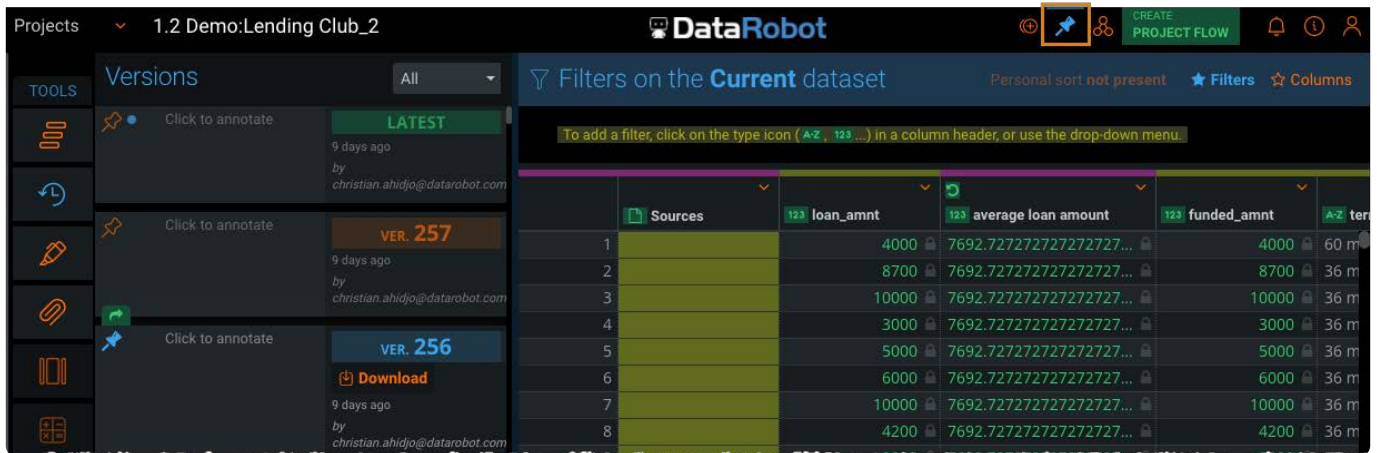 Projects
1.2 Demo:Lending Club_2
DataRobot
CREATE
PROJECT FLOW
TOOLS
Versions
All
Click to annotate
LATEST
9 days ago
by
christian.ahidjo@datarobot.com
Click to annotate
VER. 257
9 days ago
by
christian.ahidjo@datarobot.com
Click to annotate
VER. 256
Download
9 days ago
by
christian.ahidjo@datarobot.com
Filters on the Current dataset
Personal sort not present
Filters
Columns
To add a filter, click on the type icon ( A-Z , 123 ...) in a column header, or use the drop-down menu.
Sources 123 loan_amnt 123 average loan amount 123 funded_amnt A-Z ter
1 4000 7692.727272727272727... 4000 60 m
2 8700 7692.727272727272727... 8700 36 m
3 10000 7692.727272727272727... 10000 36 m
4 3000 7692.727272727272727... 3000 36 m
5 5000 7692.727272727272727... 5000 36 m
6 6000 7692.727272727272727... 6000 36 m
7 10000 7692.727272727272727... 10000 36 m
8 4200 7692.727272727272727... 4200 36 m